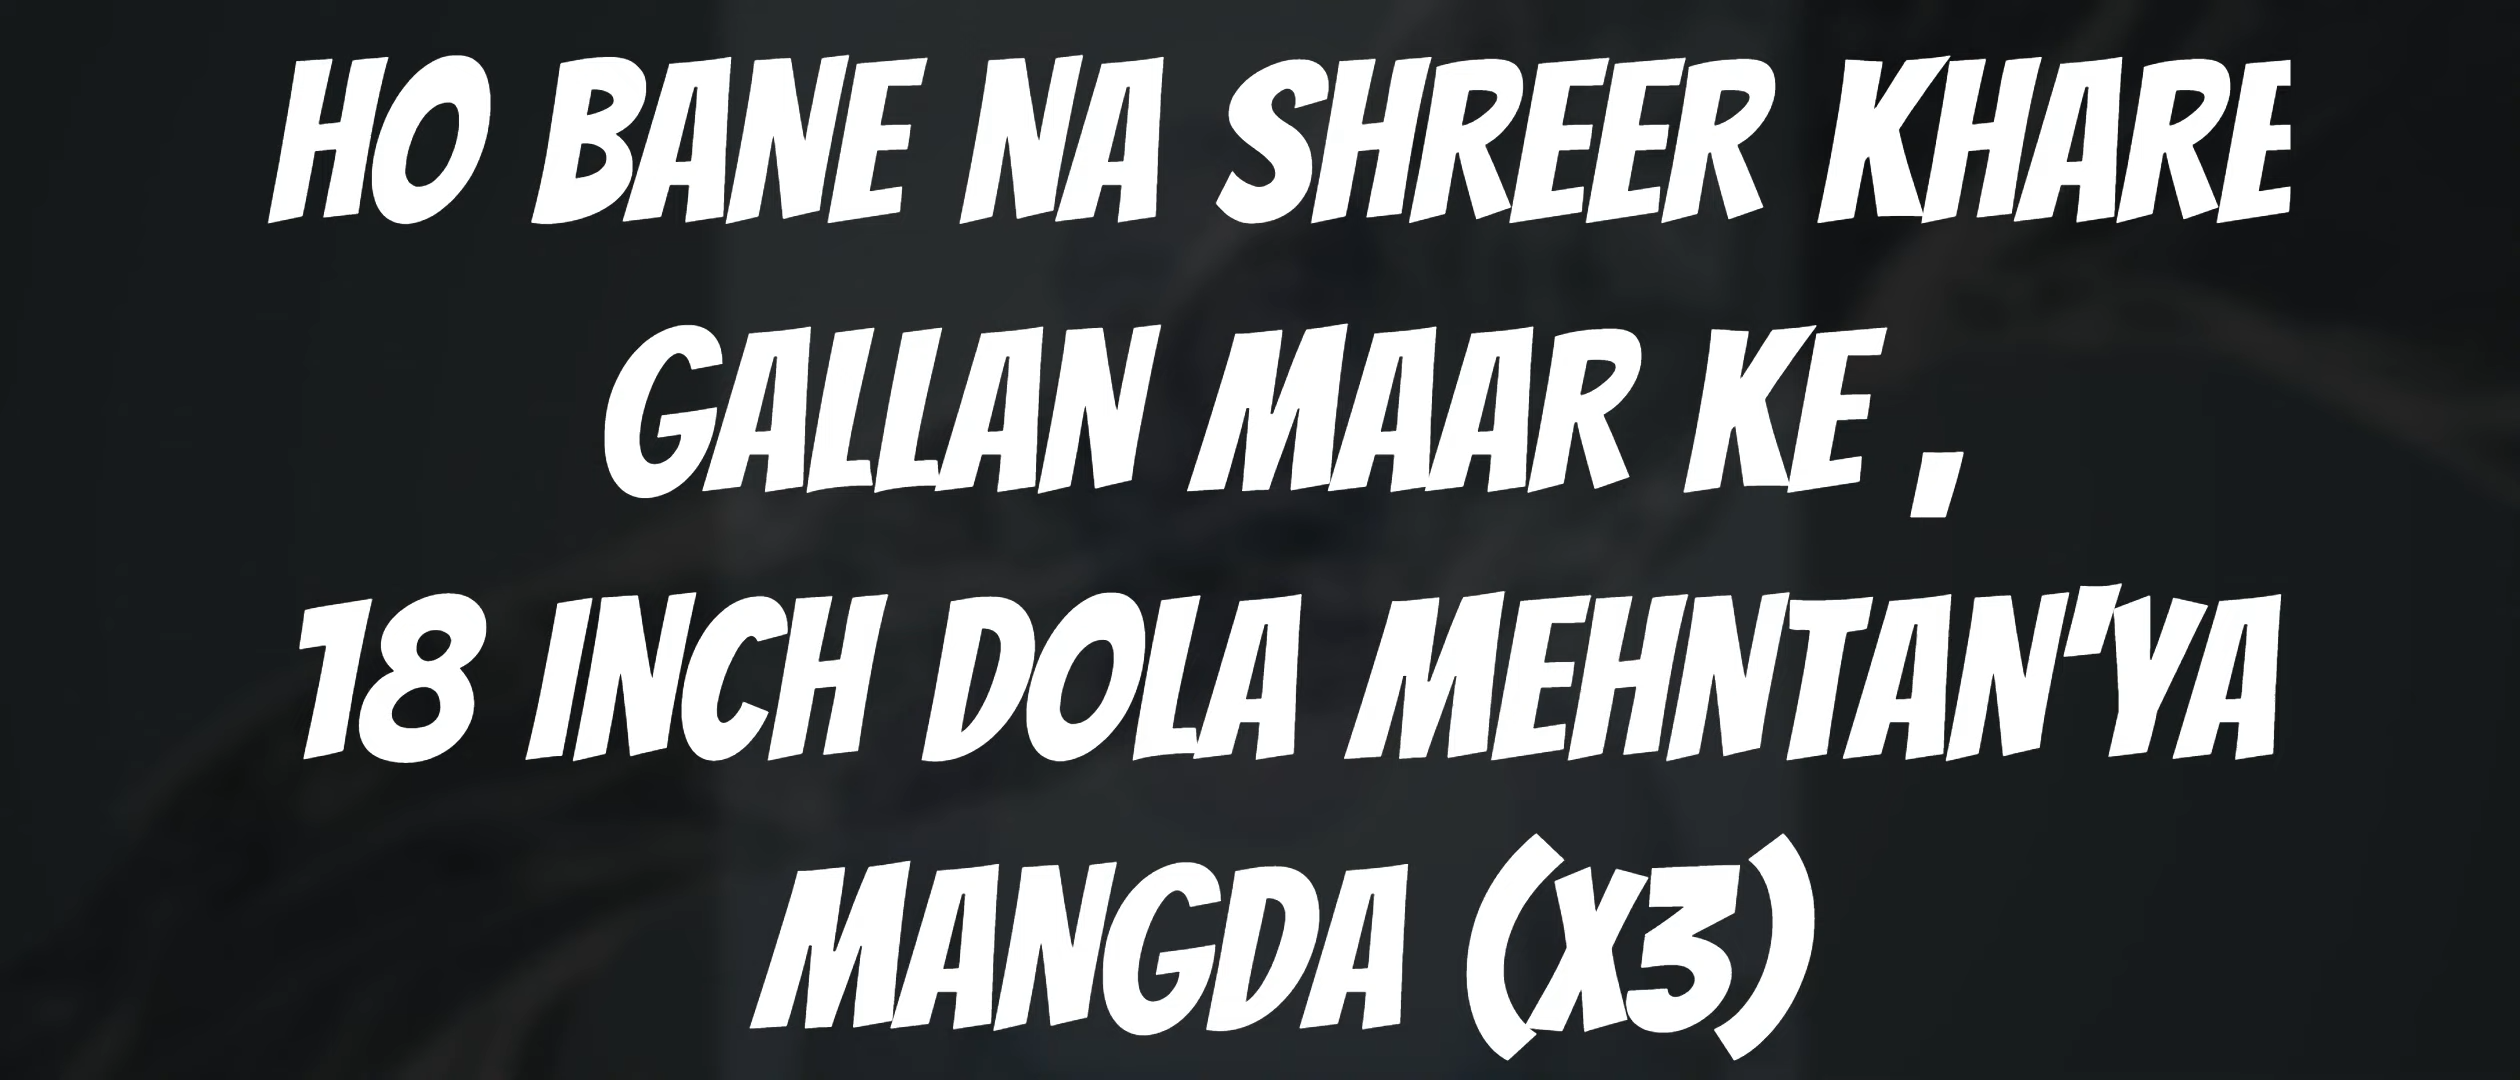 HO BANE NA SHREER KHARE
GALLAN MAAR KE ,
18 INCH DOLA MEHNTAN'YA
MANGDA (X3)